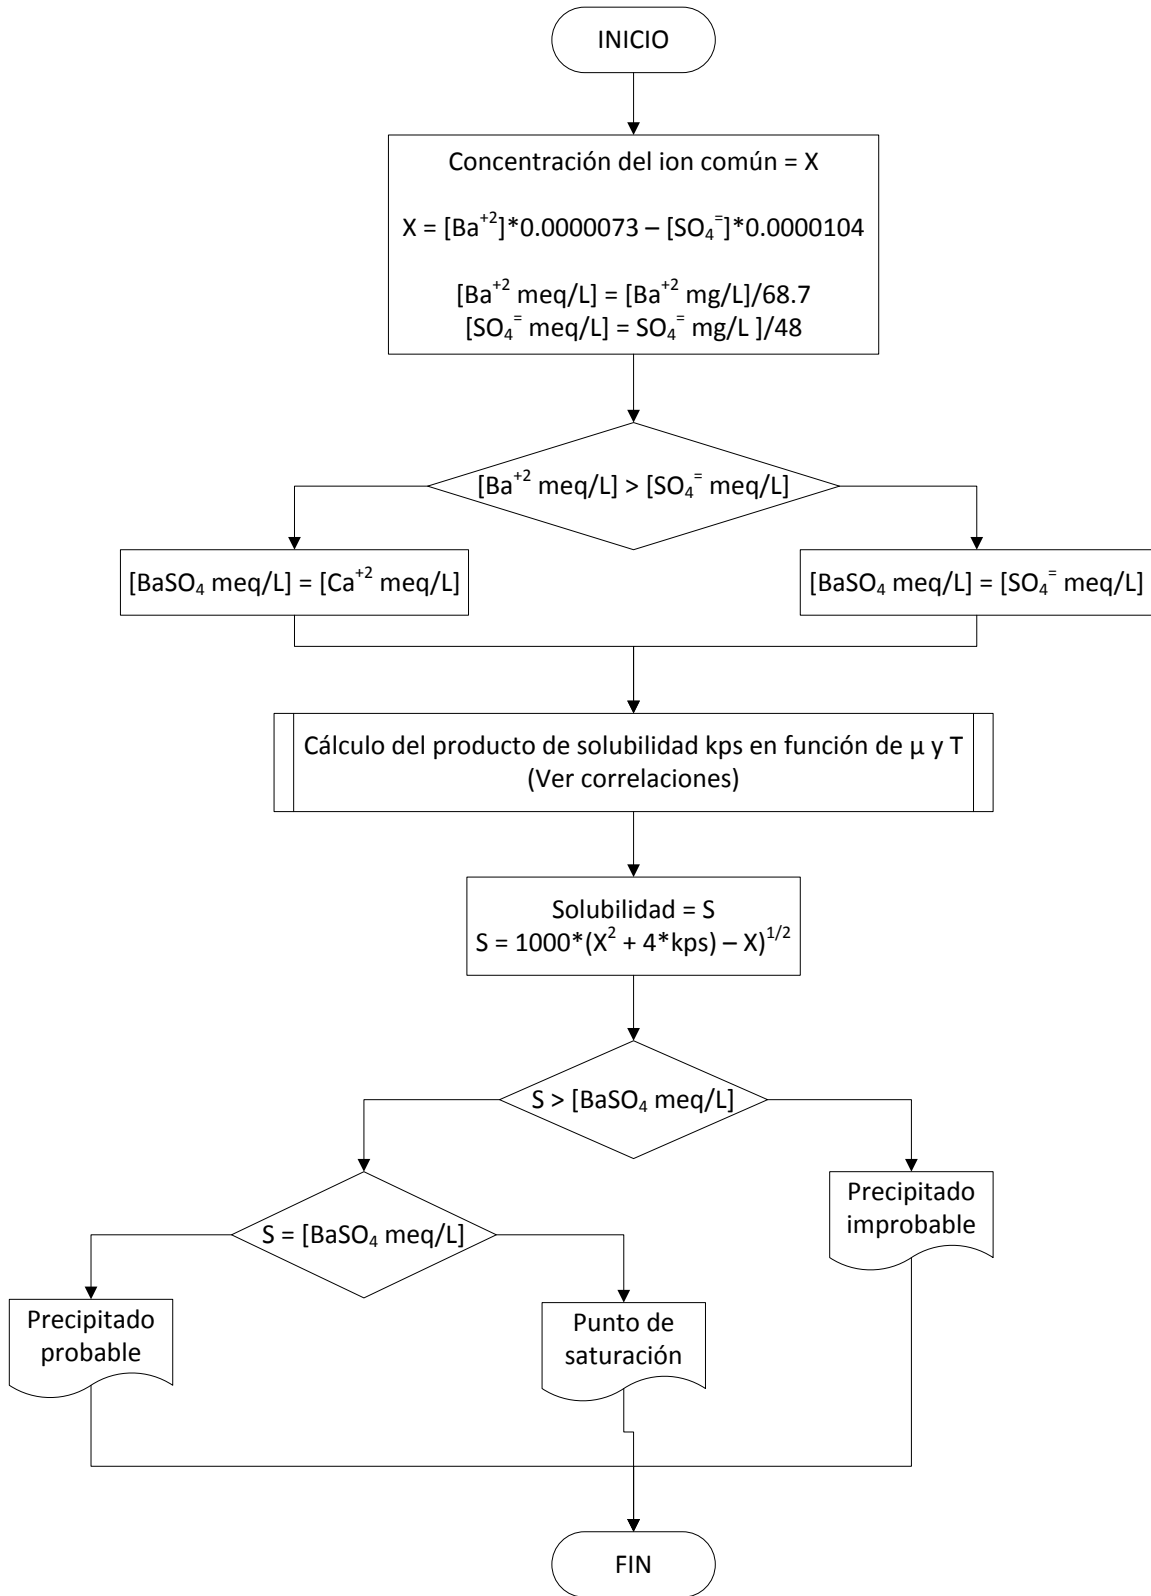 INICIO
Concentración del ion común = X
X = [Ba⁺²]*0.0000073 – [SO₄⁼]*0.0000104
[Ba⁺² meq/L] = [Ba⁺² mg/L]/68.7
[SO₄⁼ meq/L] = SO₄⁼ mg/L ]/48
[Ba⁺² meq/L] > [SO₄⁼ meq/L]
[BaSO₄ meq/L] = [Ca⁺² meq/L]
[BaSO₄ meq/L] = [SO₄⁼ meq/L]
Cálculo del producto de solubilidad kps en función de µ y T
(Ver correlaciones)
Solubilidad = S
S = 1000*(X² + 4*kps) – X)¹ᐟ²
S > [BaSO₄ meq/L]
Precipitado
improbable
S = [BaSO₄ meq/L]
Precipitado
probable
Punto de
saturación
FIN